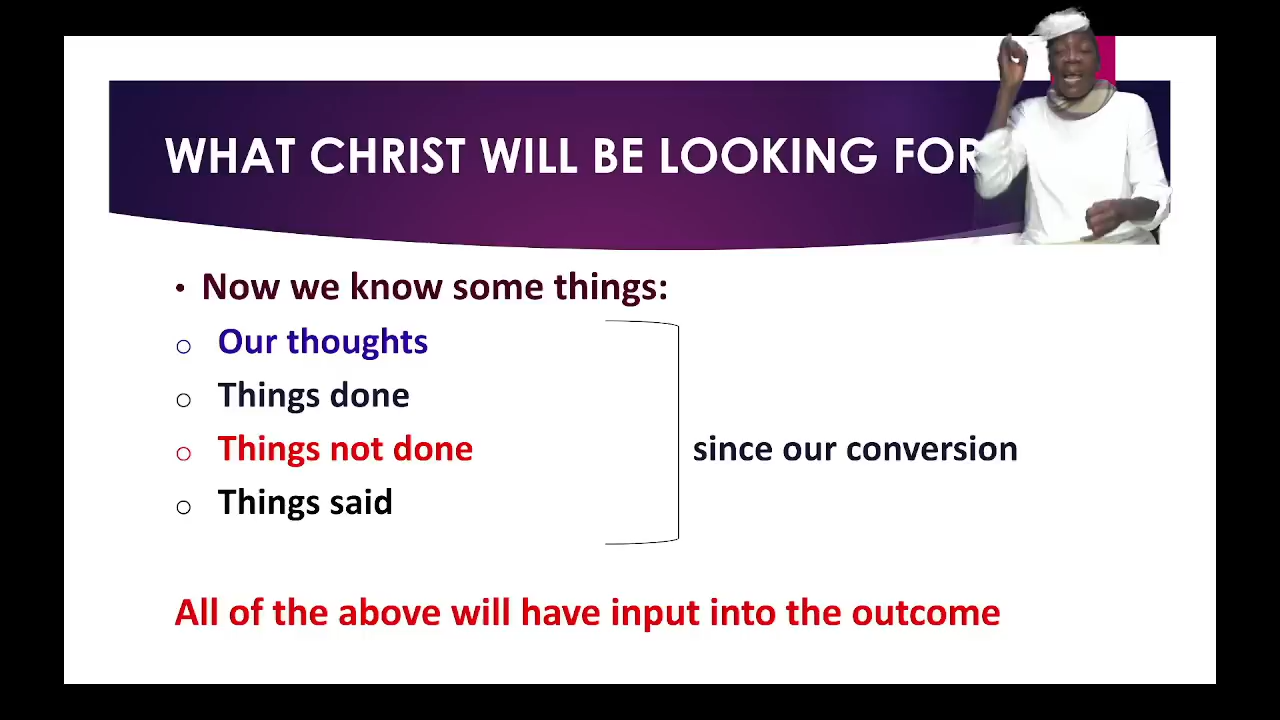 WHAT CHRIST WILL BE LOOKING FOR
• Now we know some things:
o Our thoughts
o Things done
o Things not done
since our conversion
o Things said
All of the above will have input into the outcome